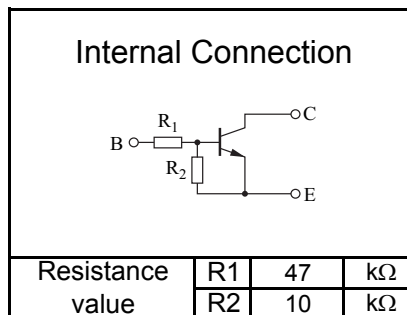 Internal Connection
C
R1
B
R2
E
Resistance value R1 47 kΩ
R2 10 kΩ